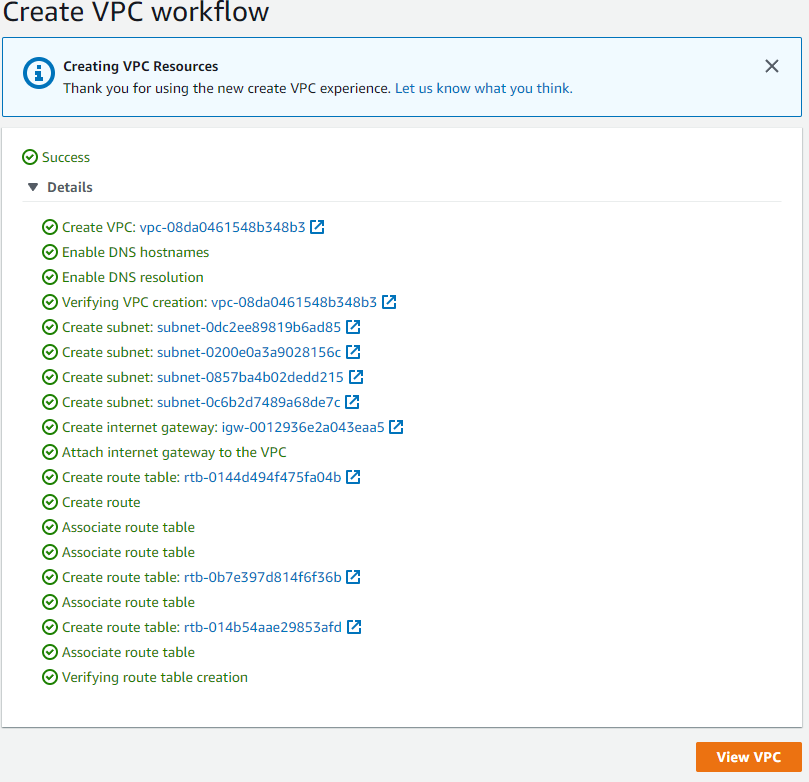 Create VPC workflow
Creating VPC Resources
Thank you for using the new create VPC experience. Let us know what you think.
Success
Details
Create VPC: vpc-08da0461548b348b3
Enable DNS hostnames
Enable DNS resolution
Verifying VPC creation: vpc-08da0461548b348b3
Create subnet: subnet-0dc2ee89819b6ad85
Create subnet: subnet-0200e0a3a9028156c
Create subnet: subnet-0857ba4b02dedd215
Create subnet: subnet-0c6b2d7489a68de7c
Create internet gateway: igw-0012936e2a043eaa5
Attach internet gateway to the VPC
Create route table: rtb-0144d494f475fa04b
Create route
Associate route table
Associate route table
Create route table: rtb-0b7e397d814f6f36b
Associate route table
Create route table: rtb-014b54aae29853afd
Associate route table
Verifying route table creation
View VPC